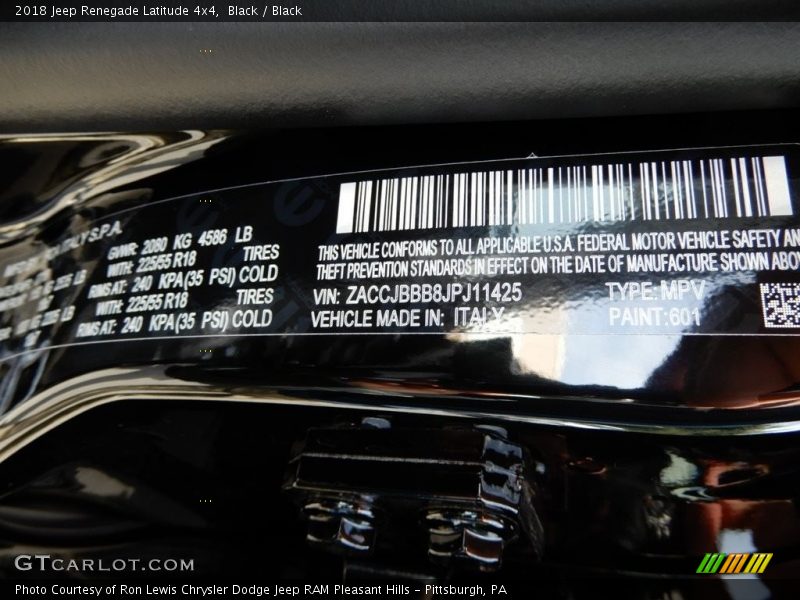 2018 Jeep Renegade Latitude 4x4, Black / Black
ITALY S.P.A.
GWR: 2080 KG 4586 LB
WITH: 225/55 R18 TIRES
RMS AT: 240 KPA(35 PSI) COLD
WITH: 225/55 R18 TIRES
RMS AT: 240 KPA(35 PSI) COLD
THIS VEHICLE CONFORMS TO ALL APPLICABLE U.S.A. FEDERAL MOTOR VEHICLE SAFETY AN
THEFT PREVENTION STANDARDS IN EFFECT ON THE DATE OF MANUFACTURE SHOWN ABOV
VIN: ZACCJBBB8JPJ11425 TYPE: MPV
VEHICLE MADE IN: ITALY PAINT: 601
GTCARLOT.COM
Photo Courtesy of Ron Lewis Chrysler Dodge Jeep RAM Pleasant Hills - Pittsburgh, PA